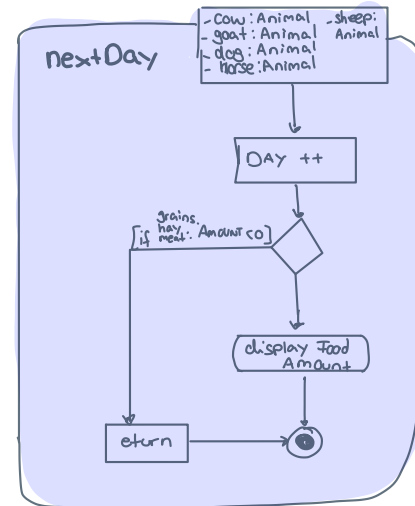 - cow: Animal
- goat: Animal
- dog: Animal
- horse: Animal
- sheep:
Animal
nextDay
DAY ++
grains.
hay,
[if meat: AMOUNT <0]
display Food
Amount
eturn